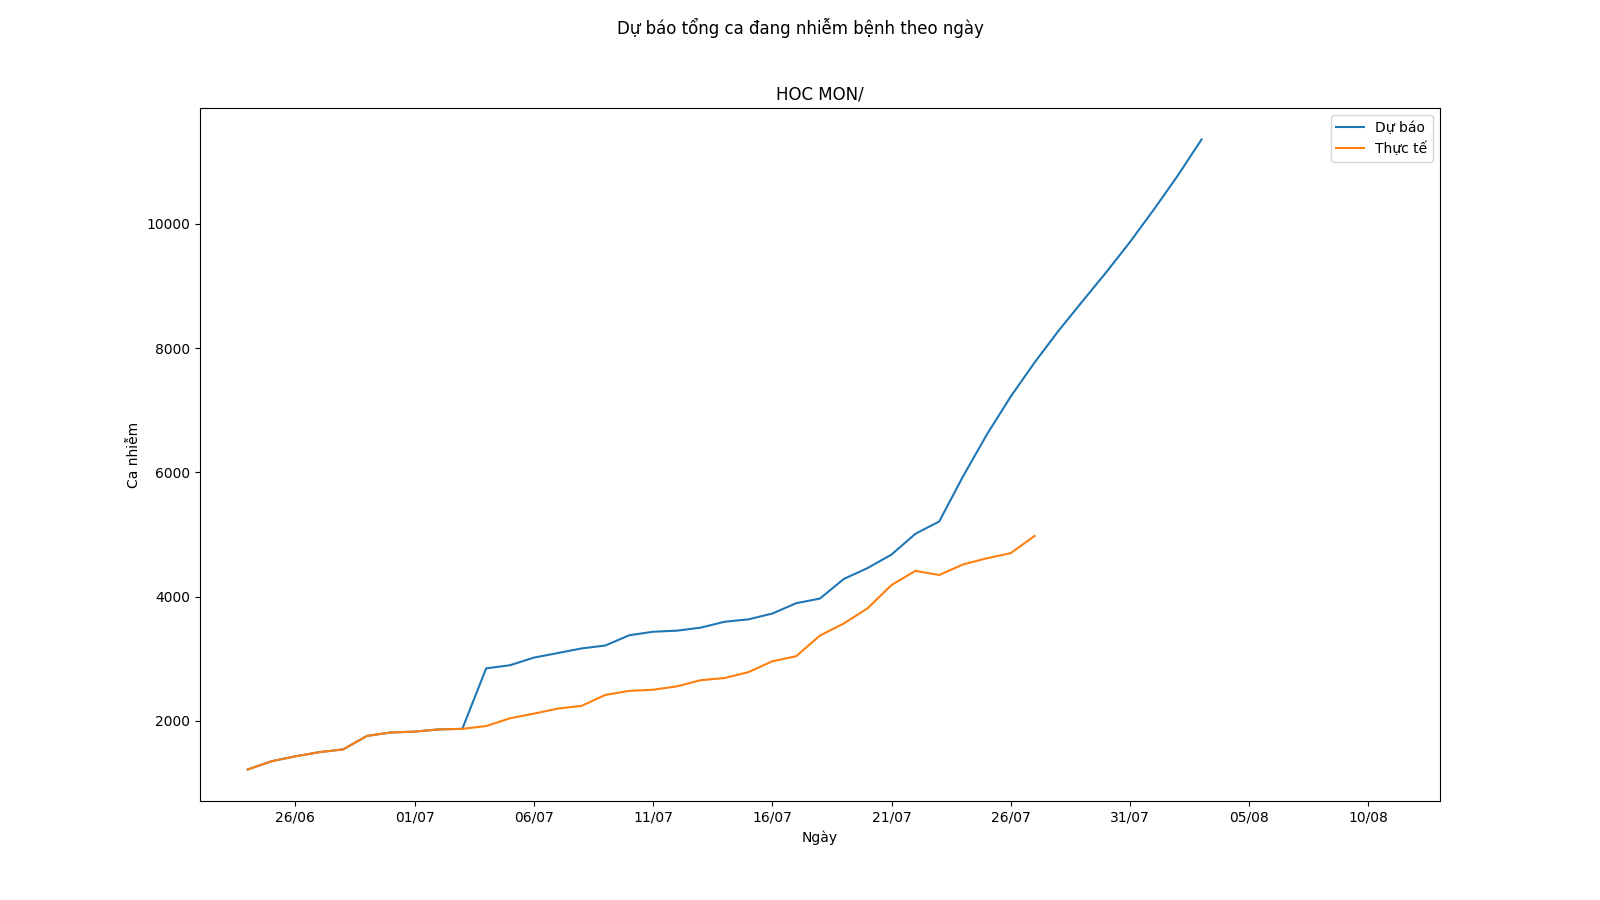 Dự báo tổng ca đang nhiễm bệnh theo ngày
HOC MON/
Dự báo
Thực tế
10000
8000
6000
4000
2000
Ca nhiễm
26/06 01/07 06/07 11/07 16/07 21/07 26/07 31/07 05/08 10/08
Ngày